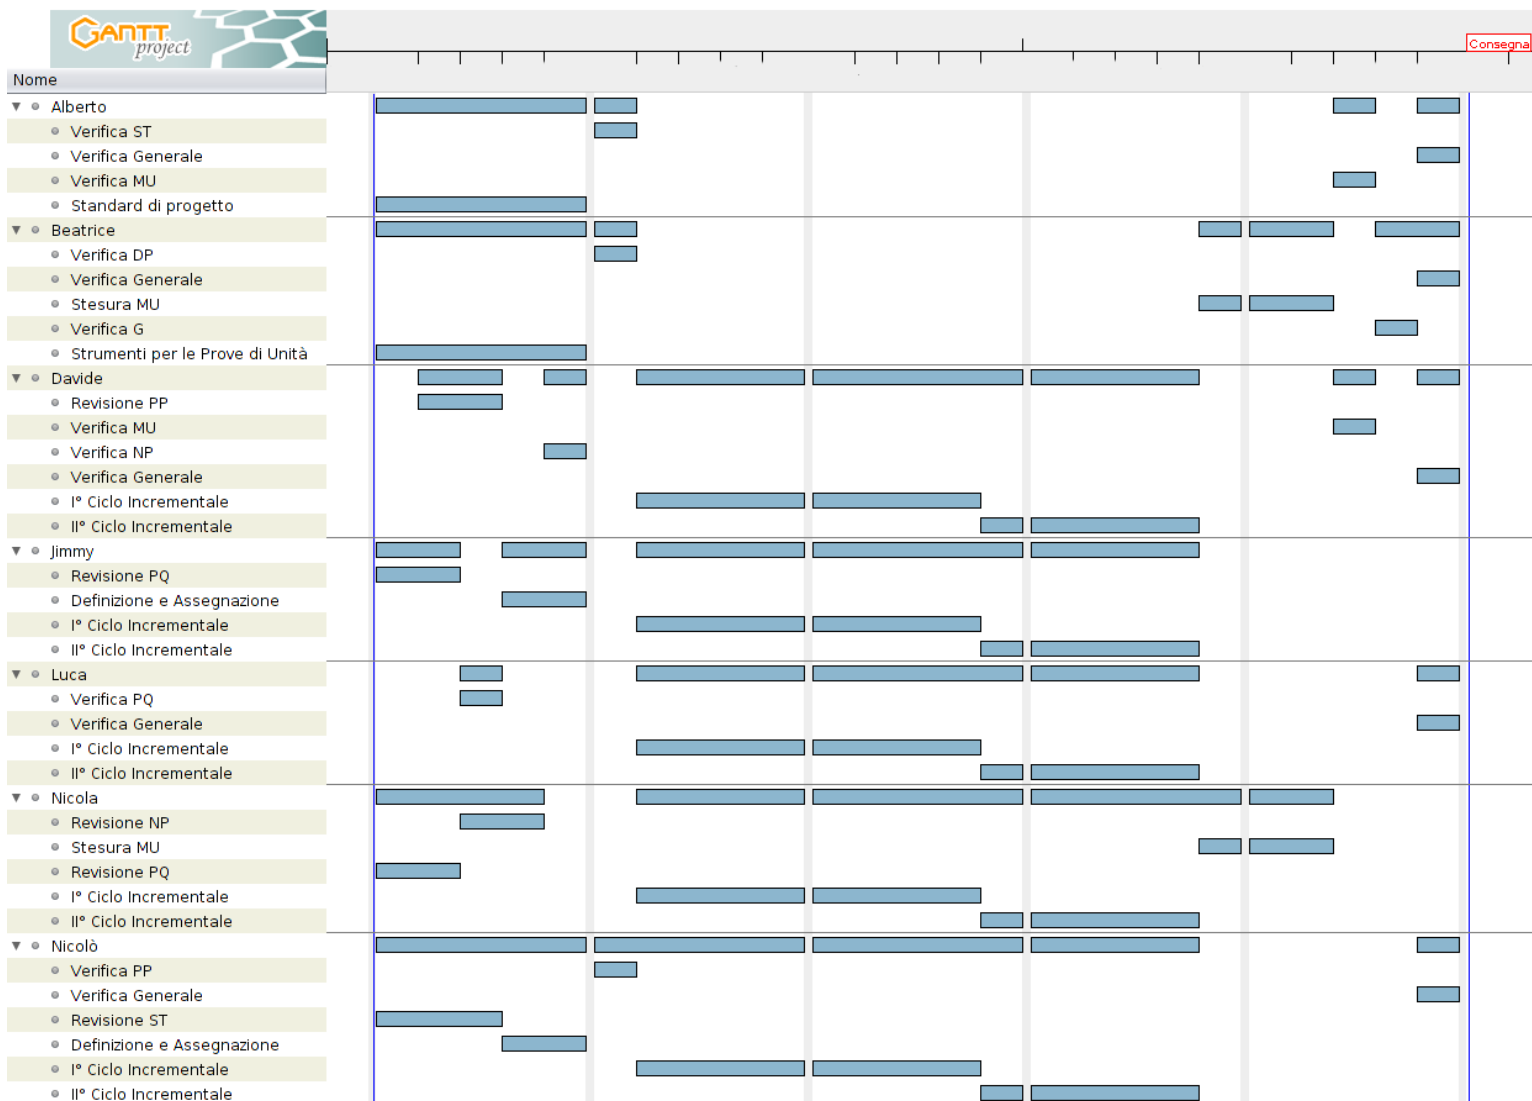 GANTT
project
Consegna
Nome
Alberto
Verifica ST
Verifica Generale
Verifica MU
Standard di progetto
Beatrice
Verifica DP
Verifica Generale
Stesura MU
Verifica G
Strumenti per le Prove di Unità
Davide
Revisione PP
Verifica MU
Verifica NP
Verifica Generale
I° Ciclo Incrementale
II° Ciclo Incrementale
Jimmy
Revisione PQ
Definizione e Assegnazione
I° Ciclo Incrementale
II° Ciclo Incrementale
Luca
Verifica PQ
Verifica Generale
I° Ciclo Incrementale
II° Ciclo Incrementale
Nicola
Revisione NP
Stesura MU
Revisione PQ
I° Ciclo Incrementale
II° Ciclo Incrementale
Nicolò
Verifica PP
Verifica Generale
Revisione ST
Definizione e Assegnazione
I° Ciclo Incrementale
II° Ciclo Incrementale